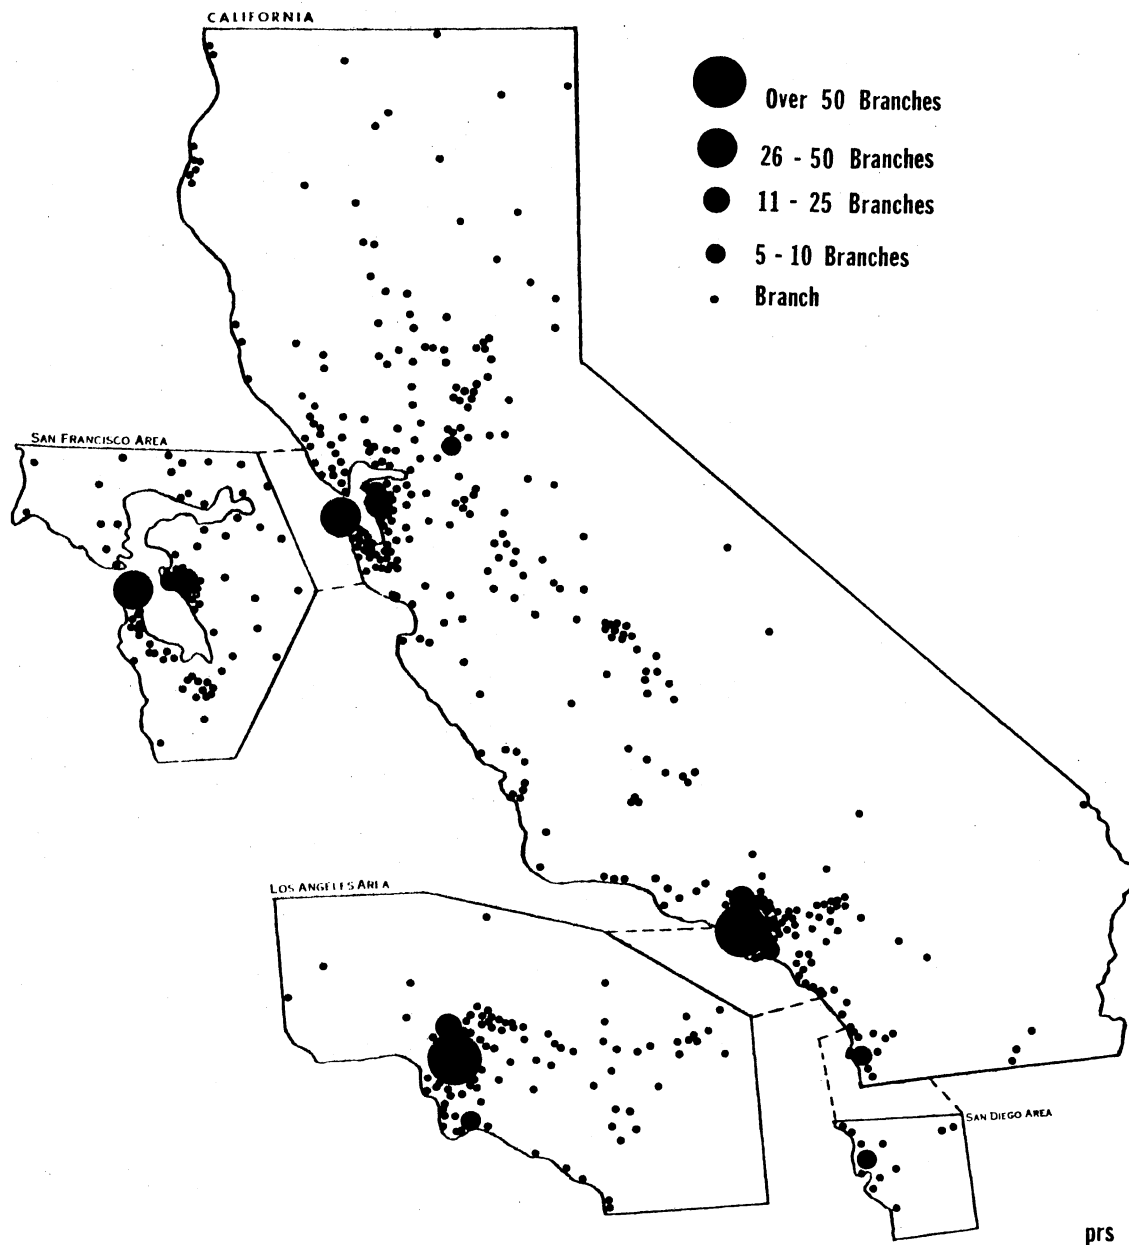 CALIFORNIA
Over 50 Branches
26 - 50 Branches
11 - 25 Branches
5 - 10 Branches
Branch
SAN FRANCISCO AREA
LOS ANGELES AREA
SAN DIEGO AREA
prs